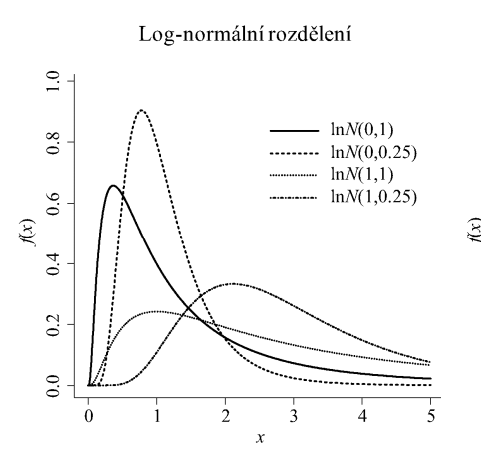 Log-normální rozdělení
1.0
0.8
0.6
0.4
0.2
0.0
f(x)
lnN(0,1)
lnN(0,0.25)
lnN(1,1)
lnN(1,0.25)
f(x)
0 1 2 3 4 5
x